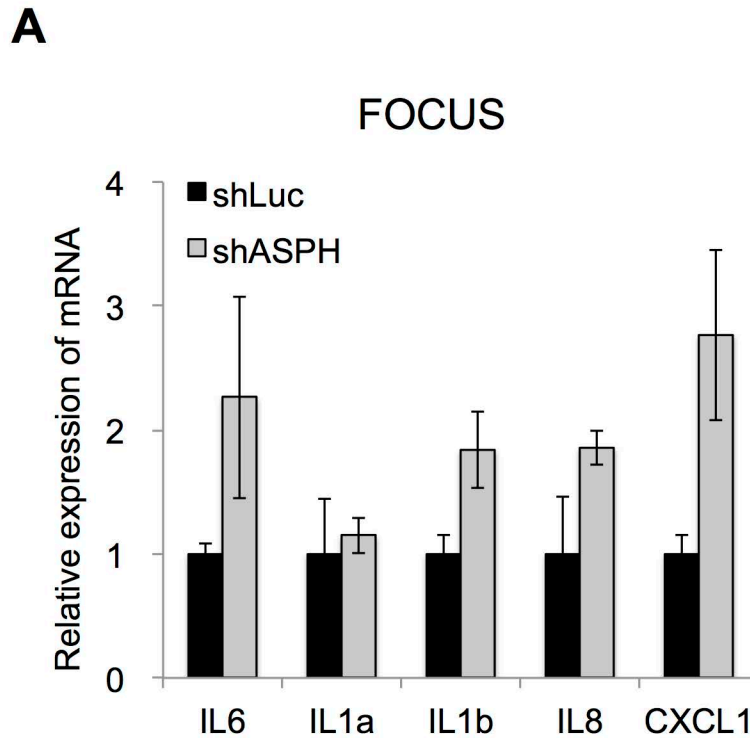 A
FOCUS
Relative expression of mRNA
4
3
2
1
0
shLuc
shASPH
IL6 IL1a IL1b IL8 CXCL1